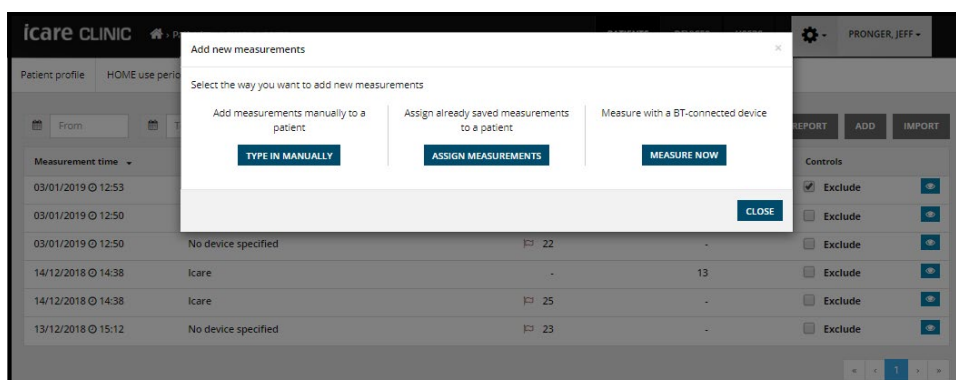 icare CLINIC
PATIENTS DEVICES USERS
PRONGER, JEFF
Add new measurements
×
Patient profile
HOME use perio
Select the way you want to add new measurements
Add measurements manually to a patient
TYPE IN MANUALLY
Assign already saved measurements to a patient
ASSIGN MEASUREMENTS
Measure with a BT-connected device
MEASURE NOW
CLOSE
From
REPORT ADD IMPORT
Measurement time
Controls
03/01/2019 12:53
Exclude
03/01/2019 12:50
Exclude
03/01/2019 12:50 No device specified 22 - Exclude
14/12/2018 14:38 Icare - 13 Exclude
14/12/2018 14:38 Icare 25 - Exclude
13/12/2018 15:12 No device specified 23 - Exclude
« ‹ 1 › »